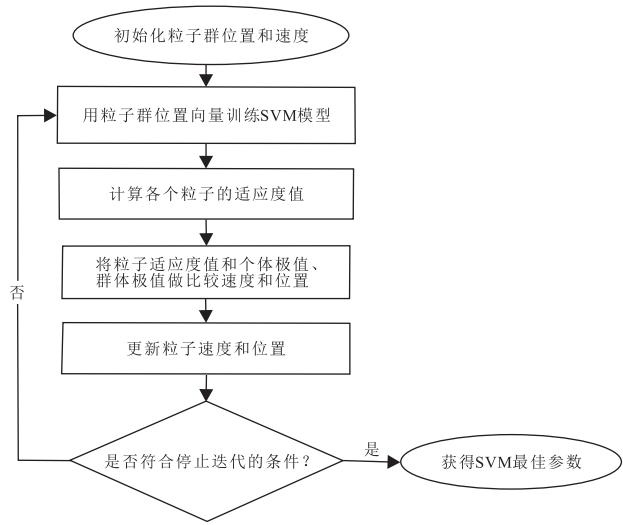 初始化粒子群位置和速度
用粒子群位置向量训练SVM模型
计算各个粒子的适应度值
将粒子适应度值和个体极值、
群体极值做比较速度和位置
否
更新粒子速度和位置
是否符合停止迭代的条件？
是
获得SVM最佳参数